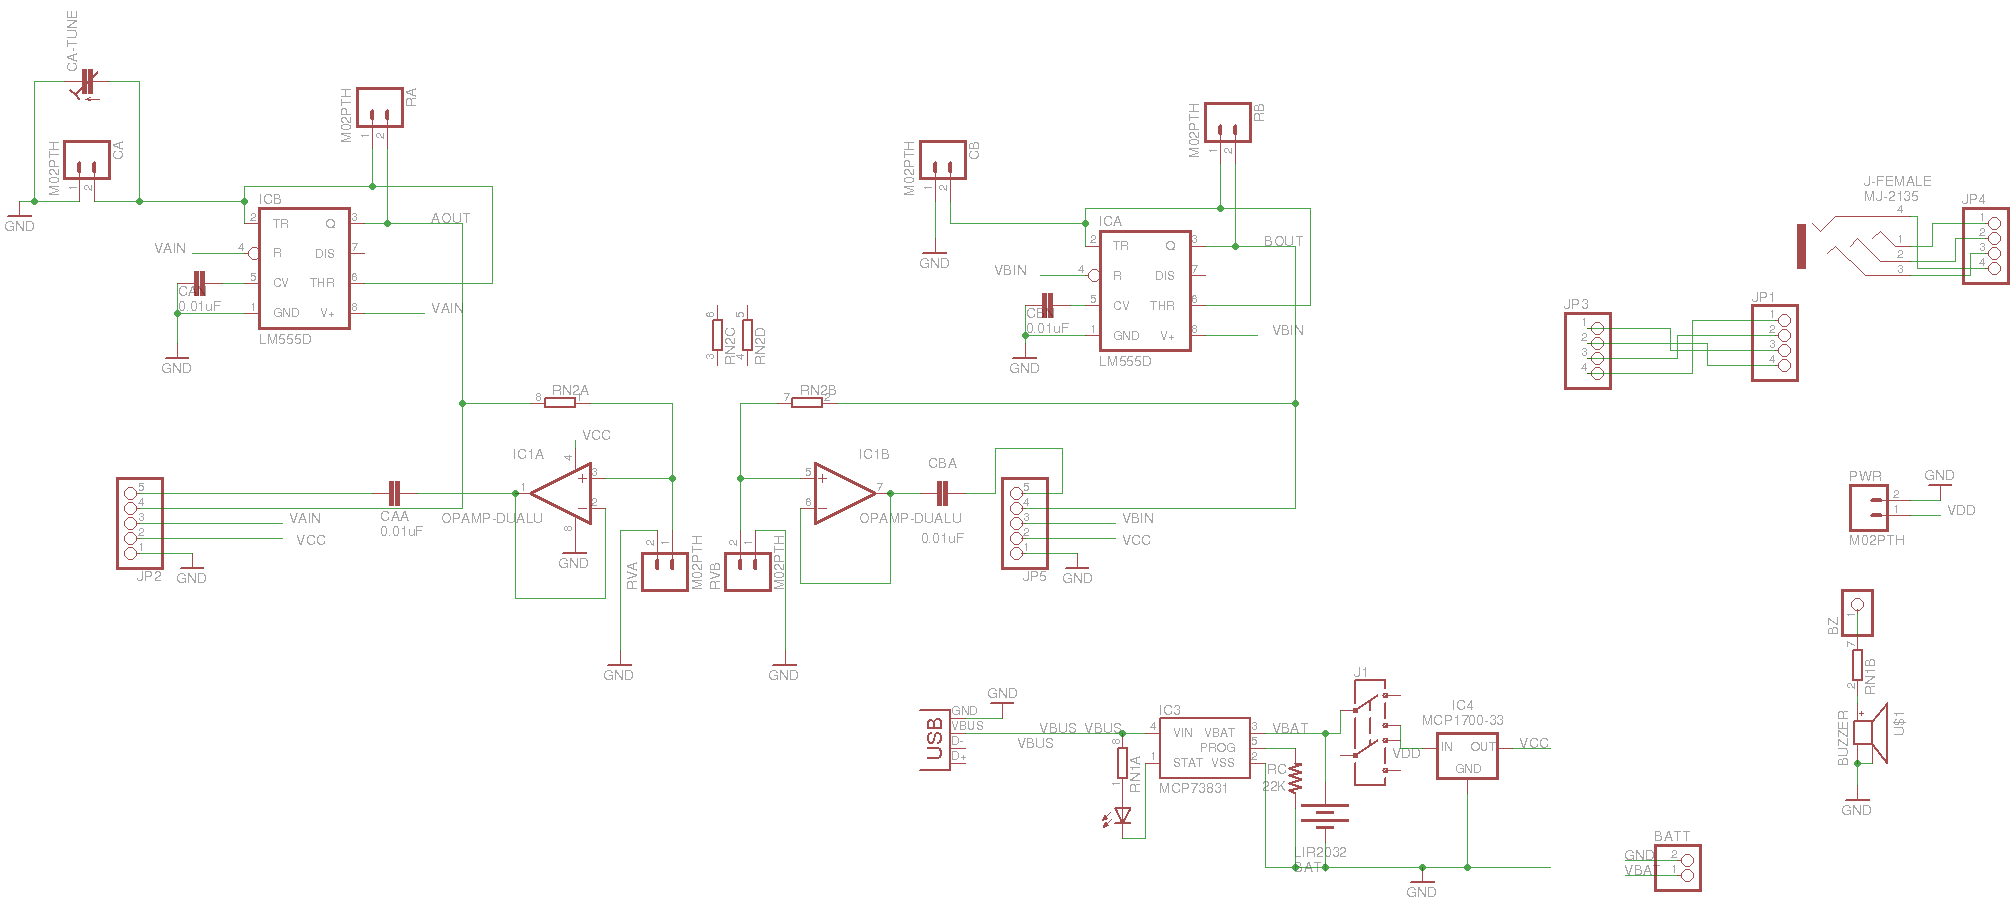 CA-TUNE
M02PTH
CA
1
2
GND
M02PTH
RA
1
2
ICB
2
TR
Q
3
AOUT
VAIN
4
R
DIS
7
5
CV
THR
6
0.01uF
1
GND
V+
8
VAIN
LM555D
GND
M02PTH
CB
1
2
GND
M02PTH
RB
1
2
ICA
2
TR
Q
3
BOUT
VBIN
4
R
DIS
7
5
CV
THR
6
0.01uF
1
GND
V+
8
VBIN
LM555D
GND
6
RN2C
3
5
RN2D
4
RN2A
8
1
RN2B
7
2
VCC
IC1A
4
3
2
1
8
OPAMP-DUALU
GND
CAA
0.01uF
5
4
3
2
1
VAIN
VCC
JP2
GND
RVA
2
1
M02PTH
GND
RVB
2
1
M02PTH
GND
IC1B
5
6
7
OPAMP-DUALU
CBA
0.01uF
5
4
3
2
1
VBIN
VCC
JP5
GND
J-FEMALE
MJ-2135
4
1
2
3
JP4
1
2
3
4
JP3
1
2
3
4
JP1
1
2
3
4
PWR
2
1
GND
VDD
M02PTH
BZ
1
7
RN1B
2
BUZZER
+
U$1
GND
USB
GND
VBUS
D-
D+
GND
VBUS
VBUS
VBUS
8
RN1A
1
IC3
4
VIN
VBAT
3
PROG
5
1
STAT
VSS
2
MCP73831
VBAT
RC
22K
LIR2032
BAT
J1
VDD
IC4
MCP1700-33
IN
OUT
GND
VCC
GND
BATT
GND
2
VBAT
1